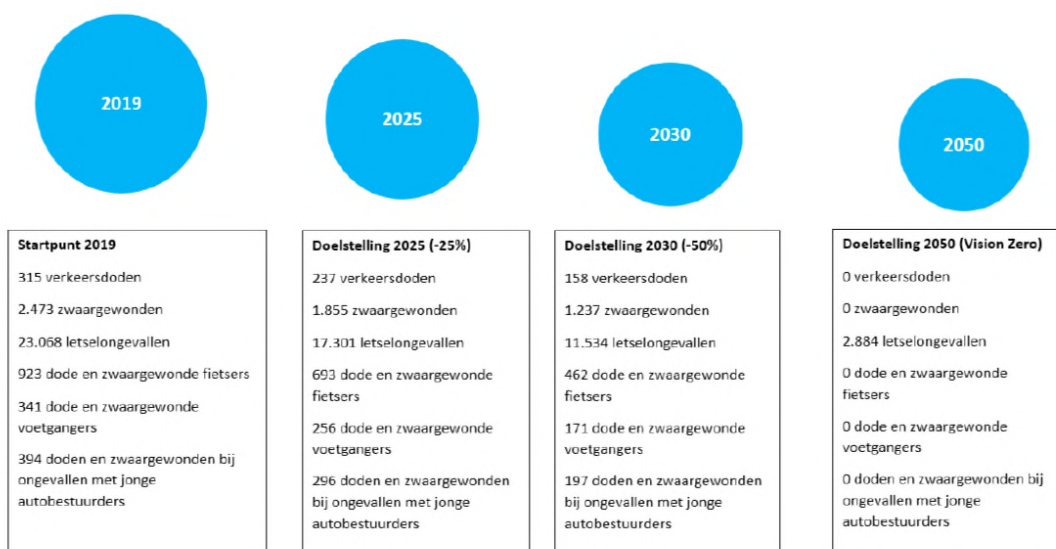 2019
2025
2030
2050
Startpunt 2019
315 verkeersdoden
2.473 zwaargewonden
23.068 letselongevallen
923 dode en zwaargewonde fietsers
341 dode en zwaargewonde
voetgangers
394 doden en zwaargewonden bij
ongevallen met jonge
autobestuurders
Doelstelling 2025 (-25%)
237 verkeersdoden
1.855 zwaargewonden
17.301 letselongevallen
693 dode en zwaargewonde
fietsers
256 dode en zwaargewonde
voetgangers
296 doden en zwaargewonden
bij ongevallen met jonge
autobestuurders
Doelstelling 2030 (-50%)
158 verkeersdoden
1.237 zwaargewonden
11.534 letselongevallen
462 dode en zwaargewonde
fietsers
171 dode en zwaargewonde
voetgangers
197 doden en zwaargewonden
bij ongevallen met jonge
autobestuurders
Doelstelling 2050 (Vision Zero)
0 verkeersdoden
0 zwaargewonden
2.884 letselongevallen
0 dode en zwaargewonde
fietsers
0 dode en zwaargewonde
voetgangers
0 doden en zwaargewonden bij
ongevallen met jonge
autobestuurders